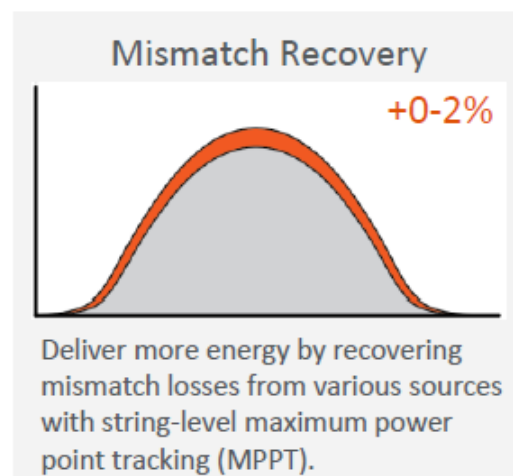 Mismatch Recovery
+0-2%
Deliver more energy by recovering
mismatch losses from various sources
with string-level maximum power
point tracking (MPPT).